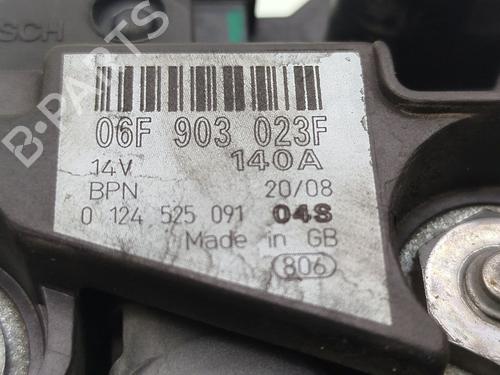 SCH
06F 903 023F
14V 140A
BPN 20/08
0 124 525 091 04S
Made in GB
806
B-PARTS